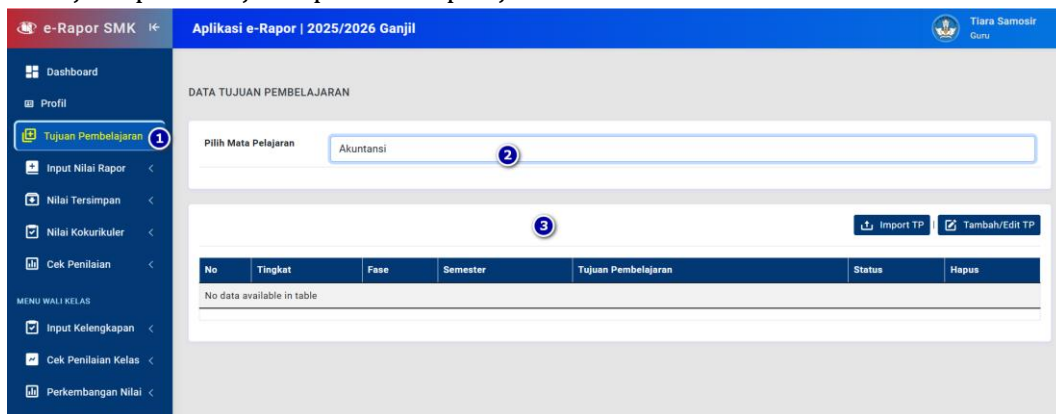 e-Rapor SMK
Aplikasi e-Rapor | 2025/2026 Ganjil
Tiara Samosir
Guru
Dashboard
Profil
Tujuan Pembelajaran 1
Input Nilai Rapor
Nilai Tersimpan
Nilai Kokurikuler
Cek Penilaian
MENU WALI KELAS
Input Kelengkapan
Cek Penilaian Kelas
Perkembangan Nilai
DATA TUJUAN PEMBELAJARAN
Pilih Mata Pelajaran Akuntansi 2
3 Import TP | Tambah/Edit TP
No Tingkat Fase Semester Tujuan Pembelajaran Status Hapus
No data available in table